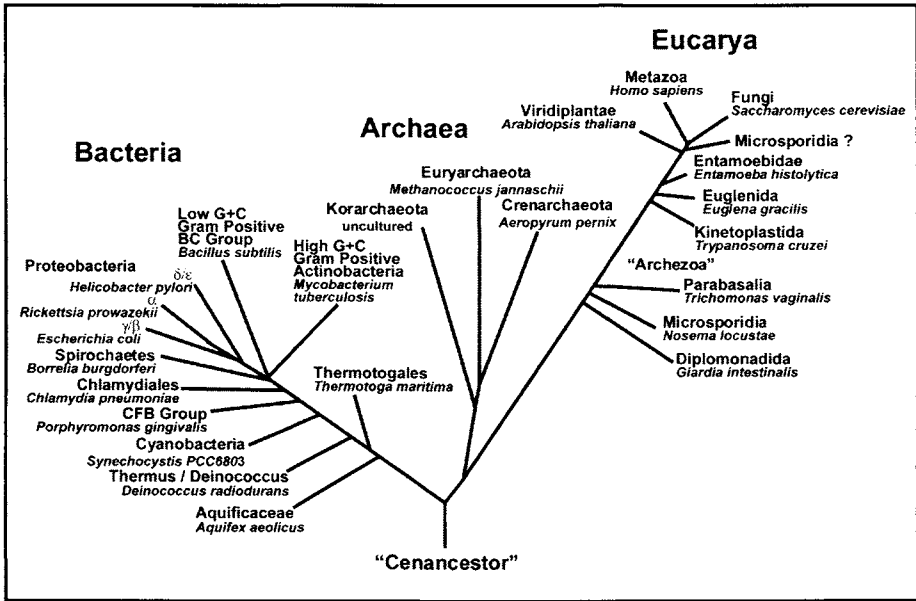 Eucarya
Metazoa
Homo sapiens
Fungi
Saccharomyces cerevisiae
Viridiplantae
Arabidopsis thaliana
Microsporidia ?
Entamoebidae
Entamoeba histolytica
Euglenida
Euglena gracilis
Kinetoplastida
Trypanosoma cruzei
"Archezoa"
Parabasalia
Trichomonas vaginalis
Microsporidia
Nosema locustae
Diplomonadida
Giardia intestinalis
Archaea
Euryarchaeota
Methanococcus jannaschii
Korarchaeota
uncultured
Crenarchaeota
Aeropyrum pernix
Bacteria
Low G+C
Gram Positive
BC Group
Bacillus subtilis
High G+C
Gram Positive
Actinobacteria
Mycobacterium
tuberculosis
Proteobacteria
δ/ε
Helicobacter pylori
α
Rickettsia prowazekii
γ/β
Escherichia coli
Spirochaetes
Borrelia burgdorferi
Chlamydiales
Chlamydia pneumoniae
CFB Group
Porphyromonas gingivalis
Cyanobacteria
Synechocystis PCC6803
Thermus / Deinococcus
Deinococcus radiodurans
Aquificaceae
Aquifex aeolicus
Thermotogales
Thermotoga maritima
"Cenancestor"